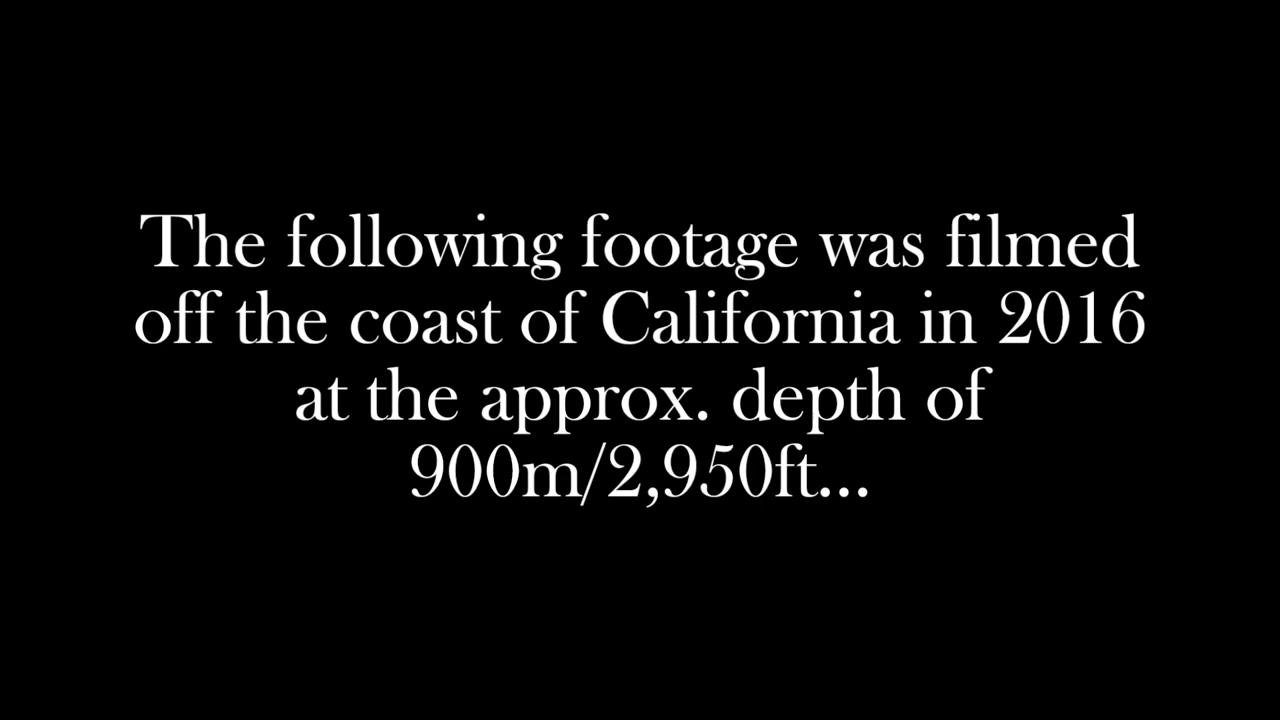 The following footage was filmed
off the coast of California in 2016
at the approx. depth of
900m/2,950ft...